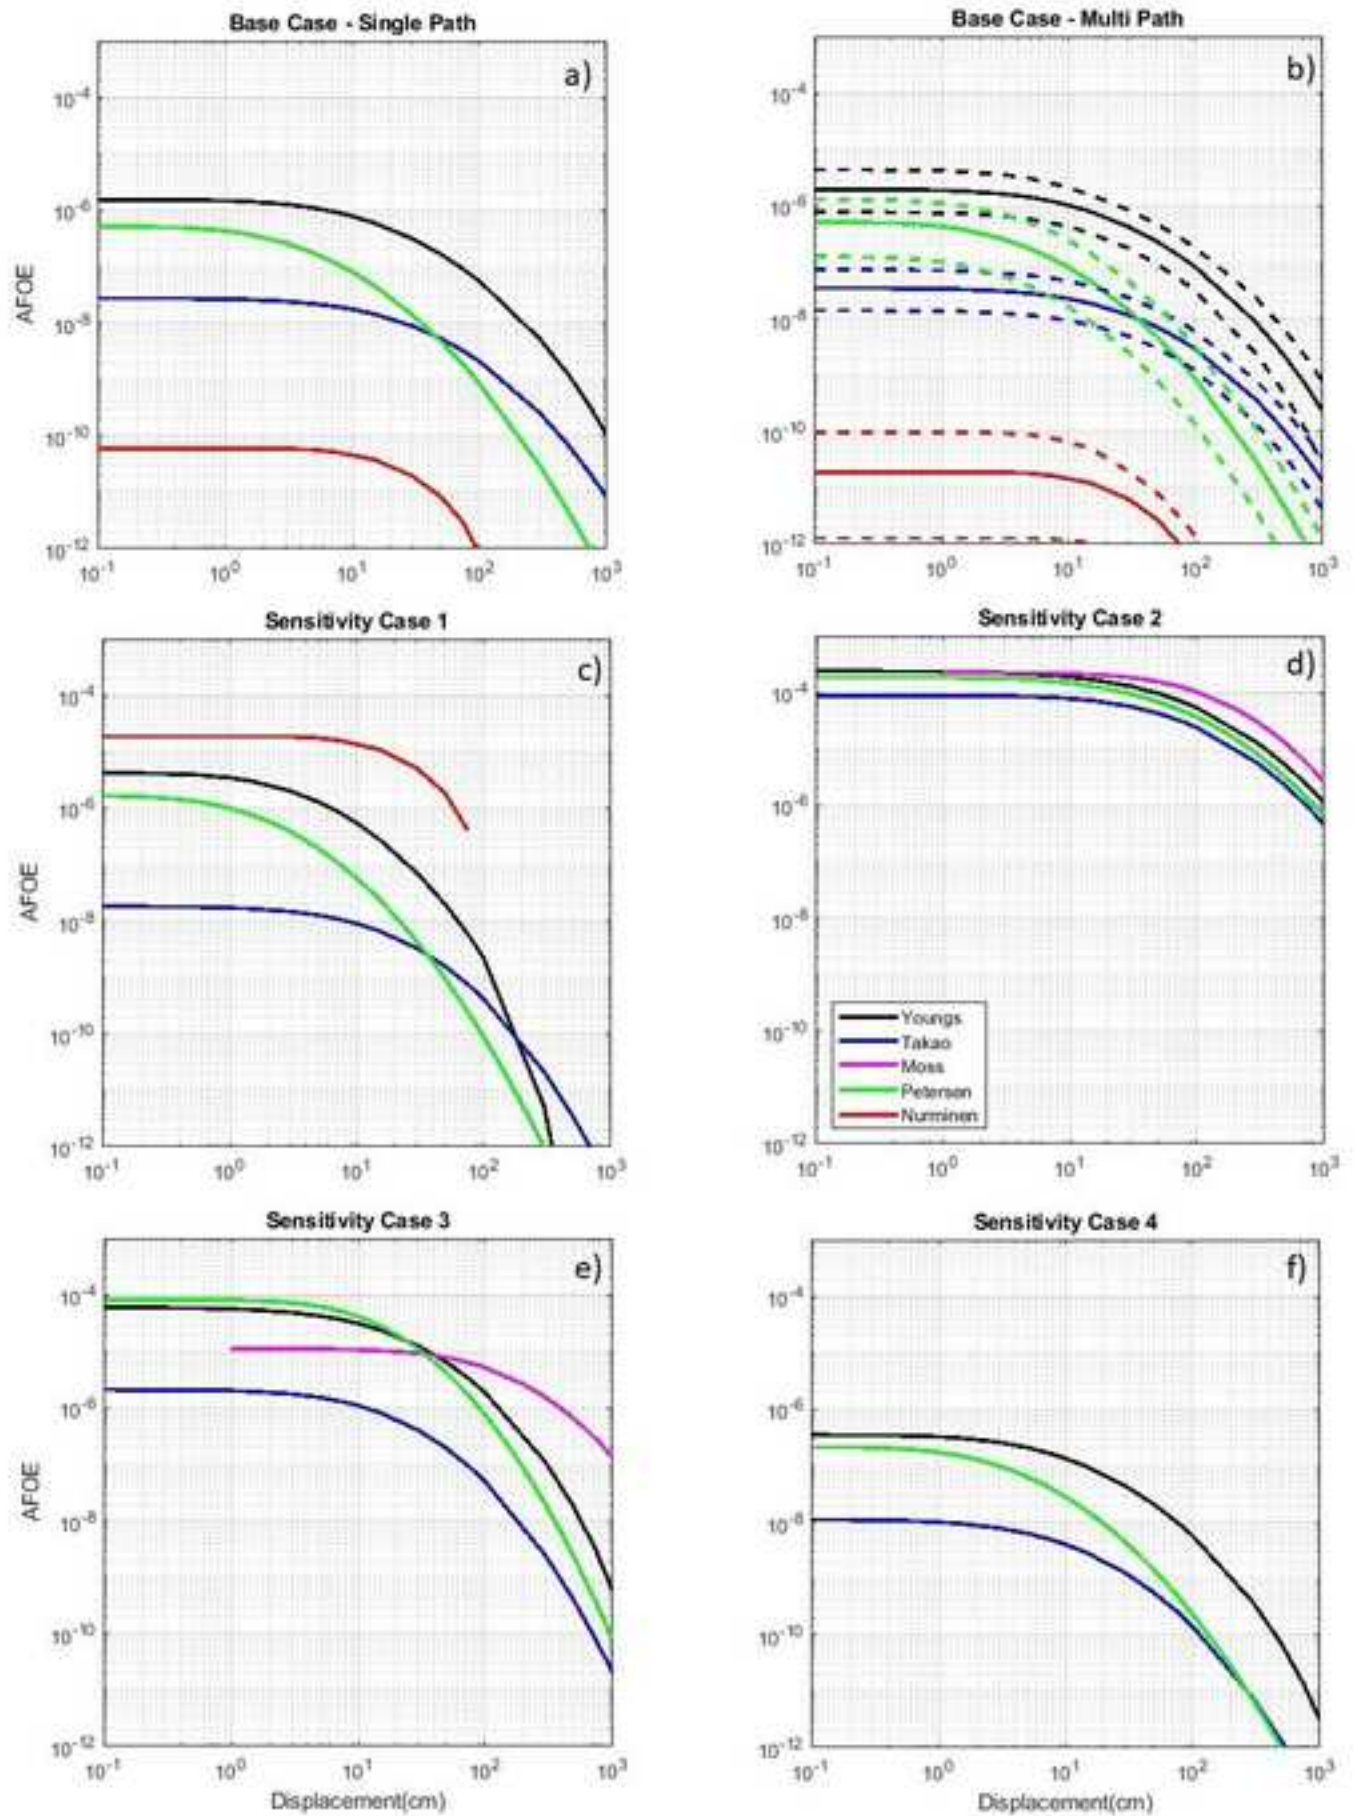 Base Case - Single Path
a)
AFOE
10^-4
10^-6
10^-8
10^-10
10^-12
10^-1 10^0 10^1 10^2 10^3
Base Case - Multi Path
b)
10^-4
10^-6
10^-8
10^-10
10^-12
10^-1 10^0 10^1 10^2 10^3
Sensitivity Case 1
c)
AFOE
10^-4
10^-6
10^-8
10^-10
10^-12
10^-1 10^0 10^1 10^2 10^3
Sensitivity Case 2
d)
10^-4
10^-6
10^-8
10^-10
10^-12
Youngs
Takao
Moss
Petersen
Nurminen
10^-1 10^0 10^1 10^2 10^3
Sensitivity Case 3
e)
AFOE
10^-4
10^-6
10^-8
10^-10
10^-12
10^-1 10^0 10^1 10^2 10^3
Displacement(cm)
Sensitivity Case 4
f)
10^-4
10^-6
10^-8
10^-10
10^-12
10^-1 10^0 10^1 10^2 10^3
Displacement(cm)